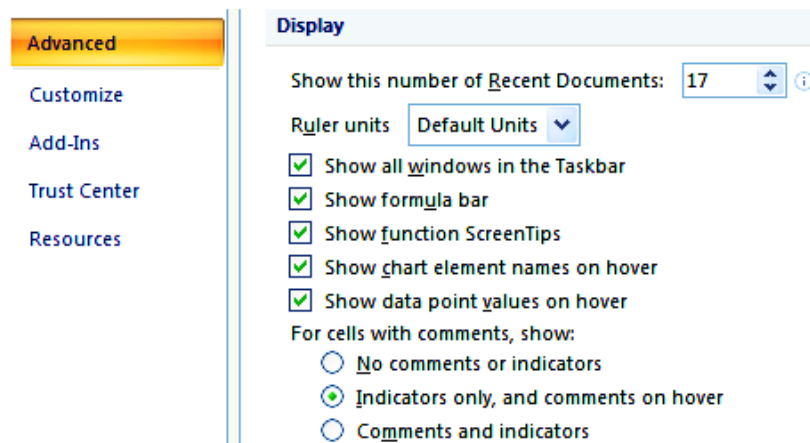 Advanced
Customize
Add-Ins
Trust Center
Resources
Display
Show this number of Recent Documents: 17
Ruler units Default Units
Show all windows in the Taskbar
Show formula bar
Show function ScreenTips
Show chart element names on hover
Show data point values on hover
For cells with comments, show:
No comments or indicators
Indicators only, and comments on hover
Comments and indicators